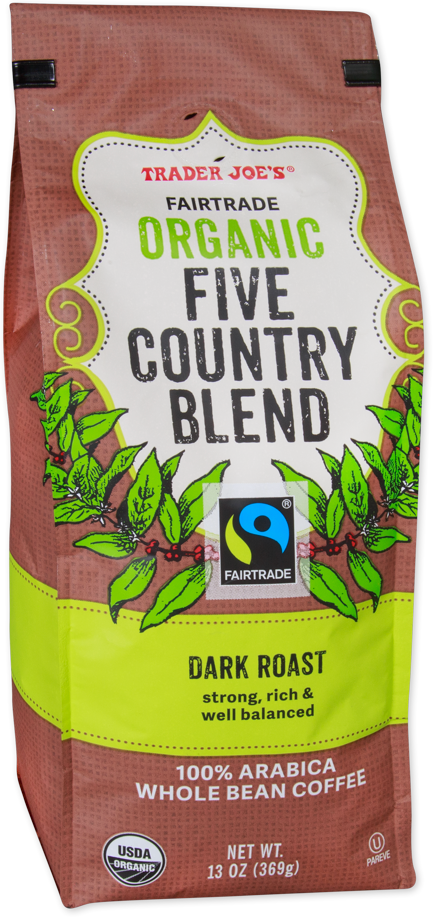 TRADER JOE'S®
FAIRTRADE
ORGANIC
FIVE
COUNTRY
BLEND
®
FAIRTRADE
DARK ROAST
strong, rich &
well balanced
100% ARABICA
WHOLE BEAN COFFEE
USDA
ORGANIC
NET WT.
13 OZ (369g)
U
PAREVE